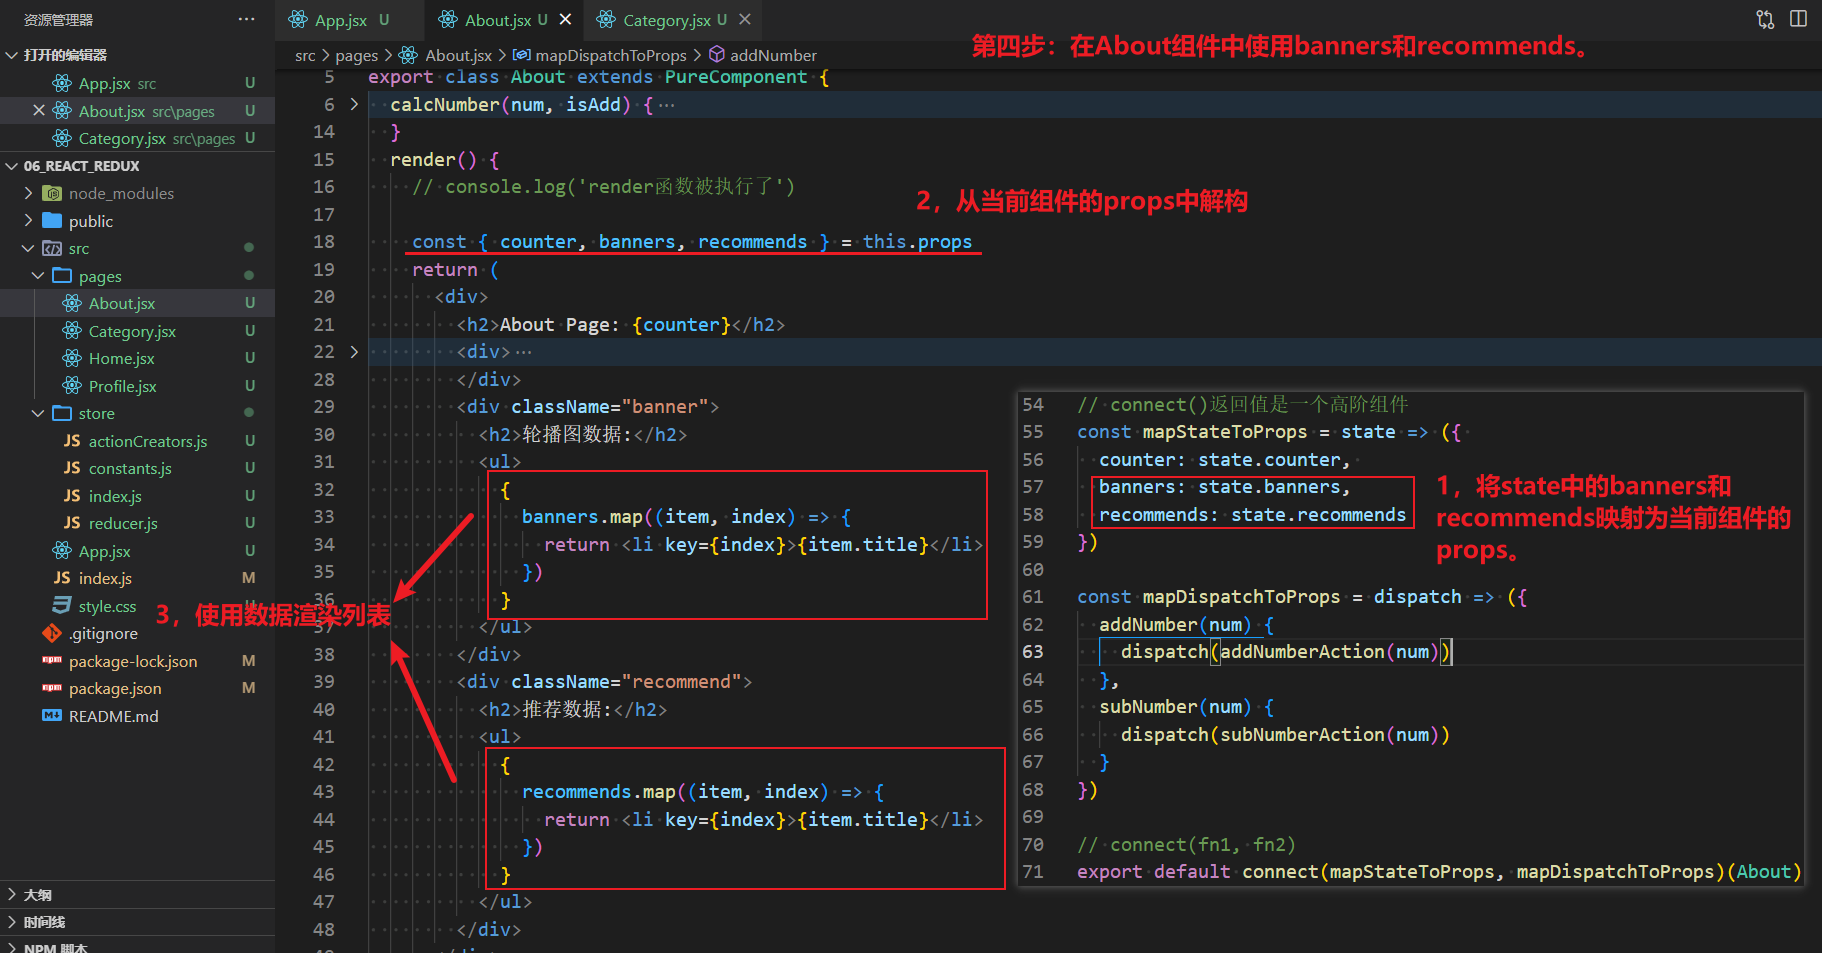 资源管理器
打开的编辑器
App.jsx src U
About.jsx src\pages U
Category.jsx src\pages U
06_REACT_REDUX
node_modules
public
src
pages
About.jsx U
Category.jsx U
Home.jsx U
Profile.jsx U
store
JS actionCreators.js U
JS constants.js U
JS index.js U
JS reducer.js U
App.jsx U
JS index.js M
style.css
.gitignore
npm package-lock.json M
npm package.json M
README.md
大纲
时间线
NPM 脚本
App.jsx U
About.jsx U
Category.jsx U
src > pages > About.jsx > mapDispatchToProps > addNumber
第四步：在About组件中使用banners和recommends。
5 export class About extends PureComponent {
6 calcNumber(num, isAdd) { ···
14 }
15 render() {
16 // console.log('render函数被执行了')
17
2，从当前组件的props中解构
18 const { counter, banners, recommends } = this.props
19 return (
20 <div>
21 <h2>About Page: {counter}</h2>
22 <div> ···
28 </div>
29 <div className="banner">
30 <h2>轮播图数据:</h2>
31 <ul>
32 {
33 banners.map((item, index) => {
34 return <li key={index}>{item.title}</li>
35 })
36 }
3，使用数据渲染列表
37 </ul>
38 </div>
39 <div className="recommend">
40 <h2>推荐数据:</h2>
41 <ul>
42 {
43 recommends.map((item, index) => {
44 return <li key={index}>{item.title}</li>
45 })
46 }
47 </ul>
48 </div>
54 // connect()返回值是一个高阶组件
55 const mapStateToProps = state => ({
56 counter: state.counter,
57 banners: state.banners,
58 recommends: state.recommends
59 })
1，将state中的banners和
recommends映射为当前组件的
props。
60
61 const mapDispatchToProps = dispatch => ({
62 addNumber(num) {
63 dispatch(addNumberAction(num))
64 },
65 subNumber(num) {
66 dispatch(subNumberAction(num))
67 }
68 })
69
70 // connect(fn1, fn2)
71 export default connect(mapStateToProps, mapDispatchToProps)(About)